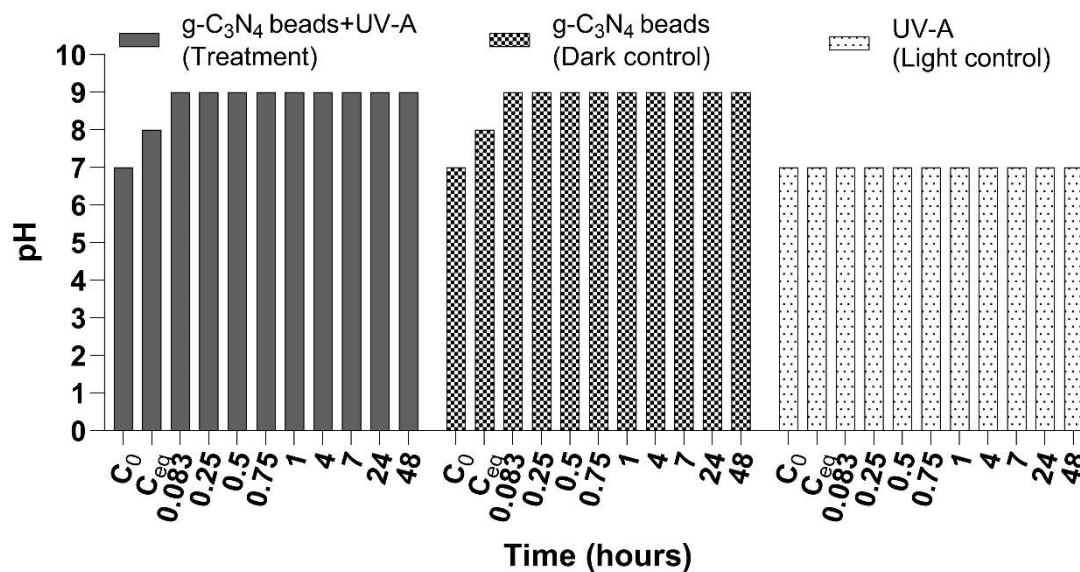 g-C₃N₄ beads+UV-A
(Treatment)
g-C₃N₄ beads
(Dark control)
UV-A
(Light control)
pH
10
9
8
7
6
5
4
3
2
1
0
C₀
Ceq
0.083
0.25
0.5
0.75
1
4
7
24
48
C₀
Ceq
0.083
0.25
0.5
0.75
1
4
7
24
48
C₀
Ceq
0.083
0.25
0.5
0.75
1
4
7
24
48
Time (hours)